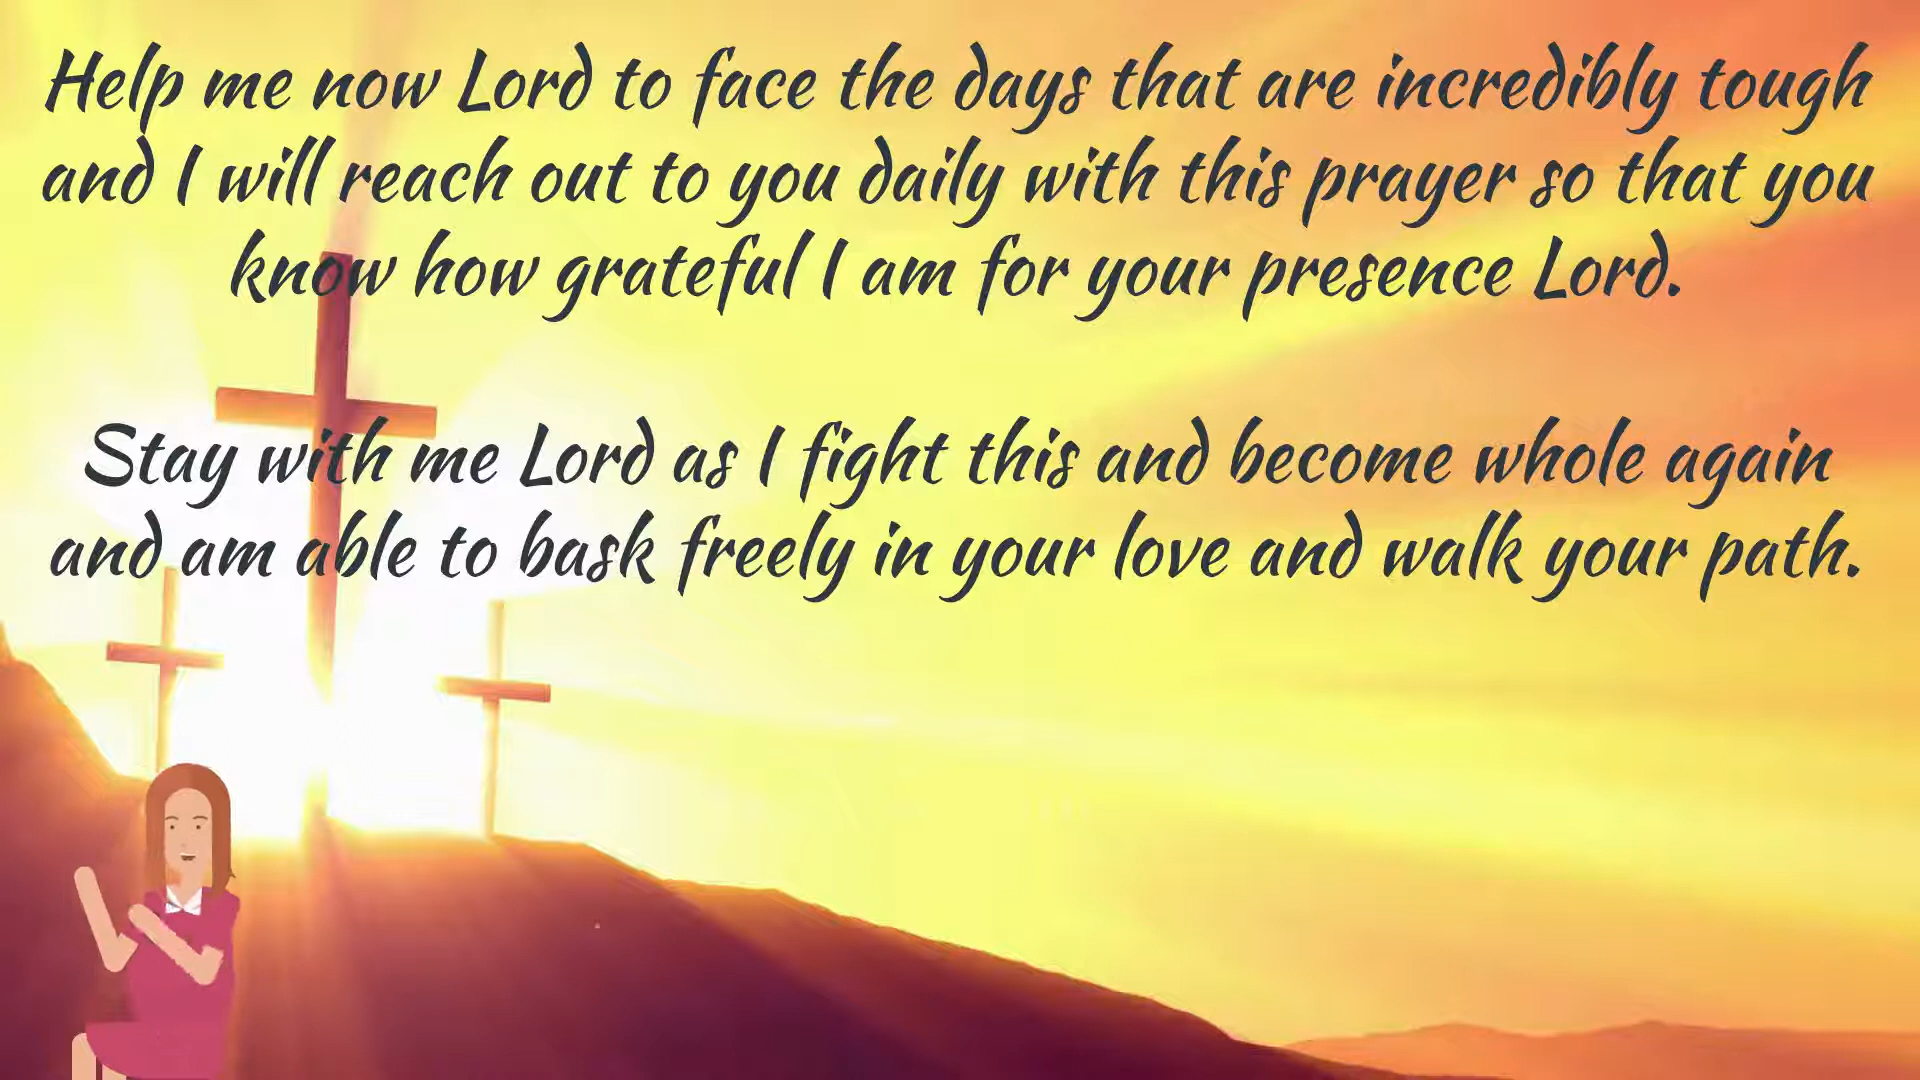 Help me now Lord to face the days that are incredibly tough
and I will reach out to you daily with this prayer so that you
know how grateful I am for your presence Lord.
Stay with me Lord as I fight this and become whole again
and am able to bask freely in your love and walk your path.